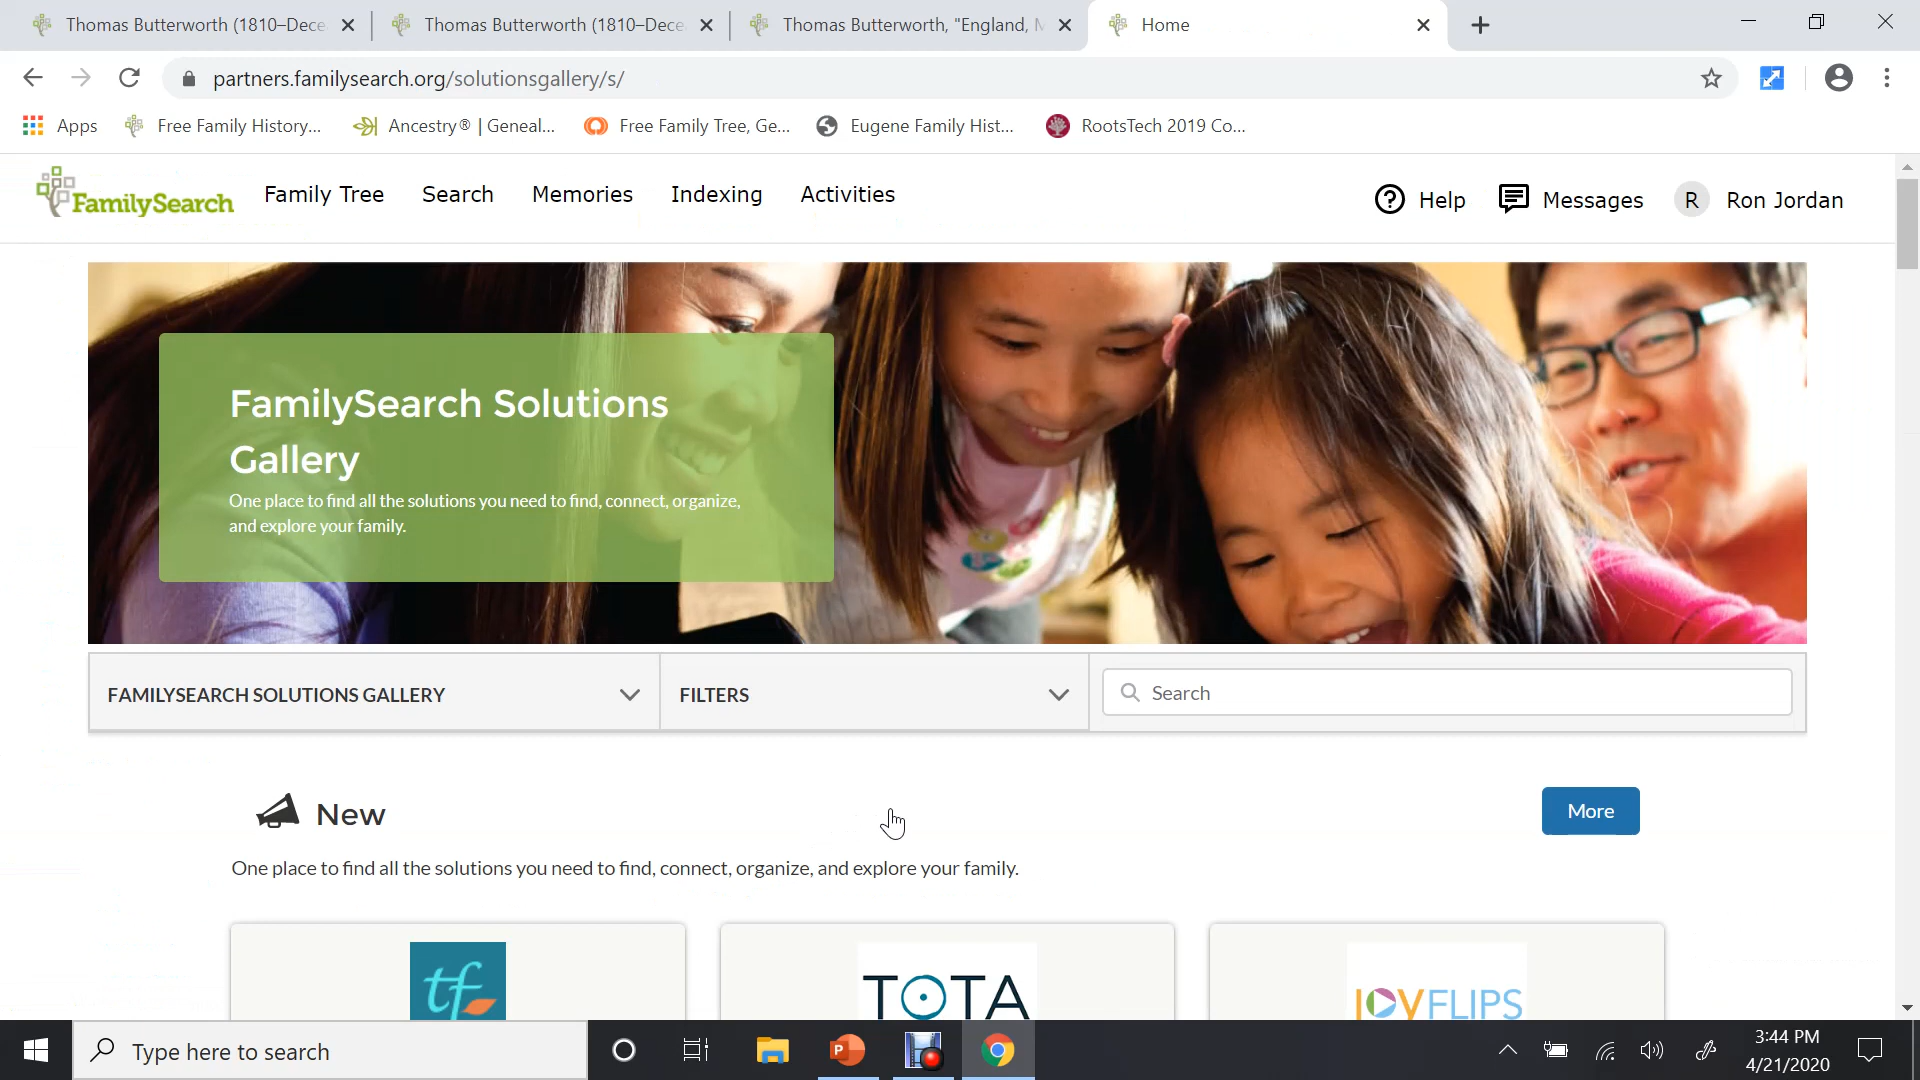 Thomas Butterworth (1810–Dece
Thomas Butterworth (1810–Dece
Thomas Butterworth, "England, M
Home
partners.familysearch.org/solutionsgallery/s/
Apps
Free Family History...
Ancestry® | Geneal...
Free Family Tree, Ge...
Eugene Family Hist...
RootsTech 2019 Co...
FamilySearch
Family Tree
Search
Memories
Indexing
Activities
Help
Messages
R
Ron Jordan
FamilySearch Solutions
Gallery
One place to find all the solutions you need to find, connect, organize,
and explore your family.
FAMILYSEARCH SOLUTIONS GALLERY
FILTERS
Search
New
More
One place to find all the solutions you need to find, connect, organize, and explore your family.
tf
TOTA
JOYFLIPS
Type here to search
3:44 PM
4/21/2020